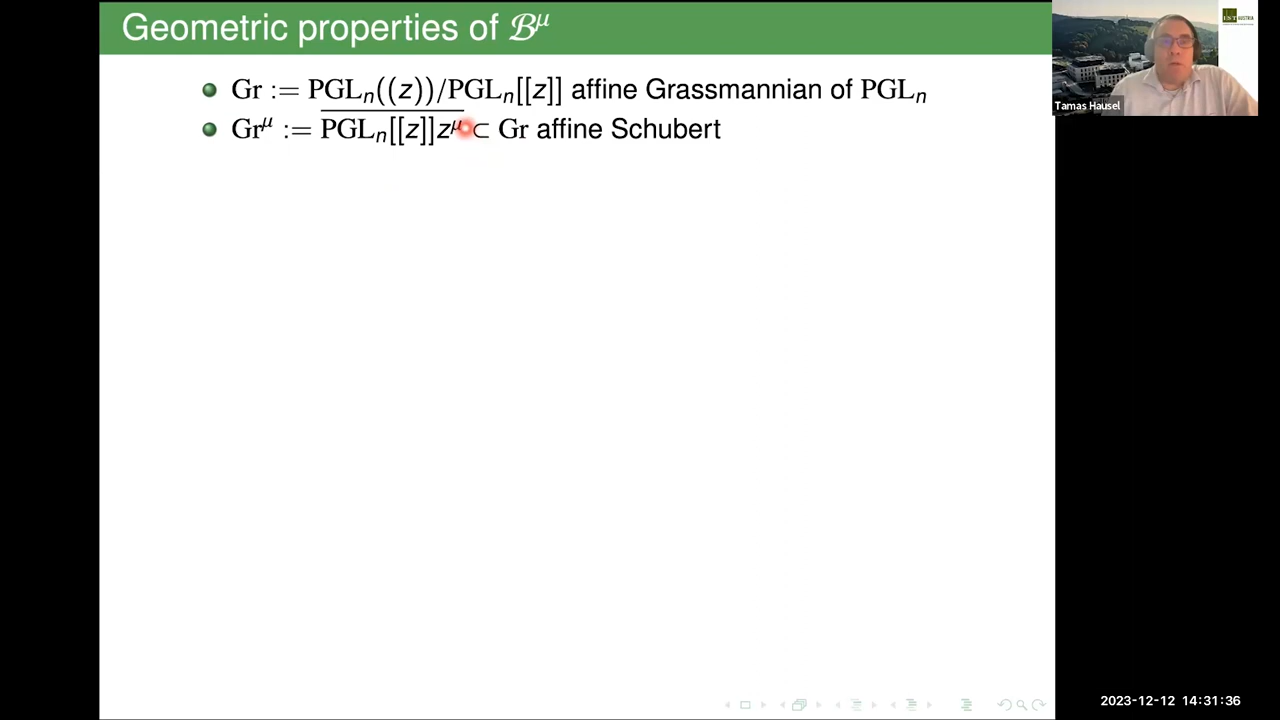 Geometric properties of ℬ^μ
Gr := PGL_n((z))/PGL_n[[z]] affine Grassmannian of PGL_n
Gr^μ := \overline{PGL_n[[z]]z^μ} ⊂ Gr affine Schubert
Tamas Hausel
2023-12-12 14:31:36